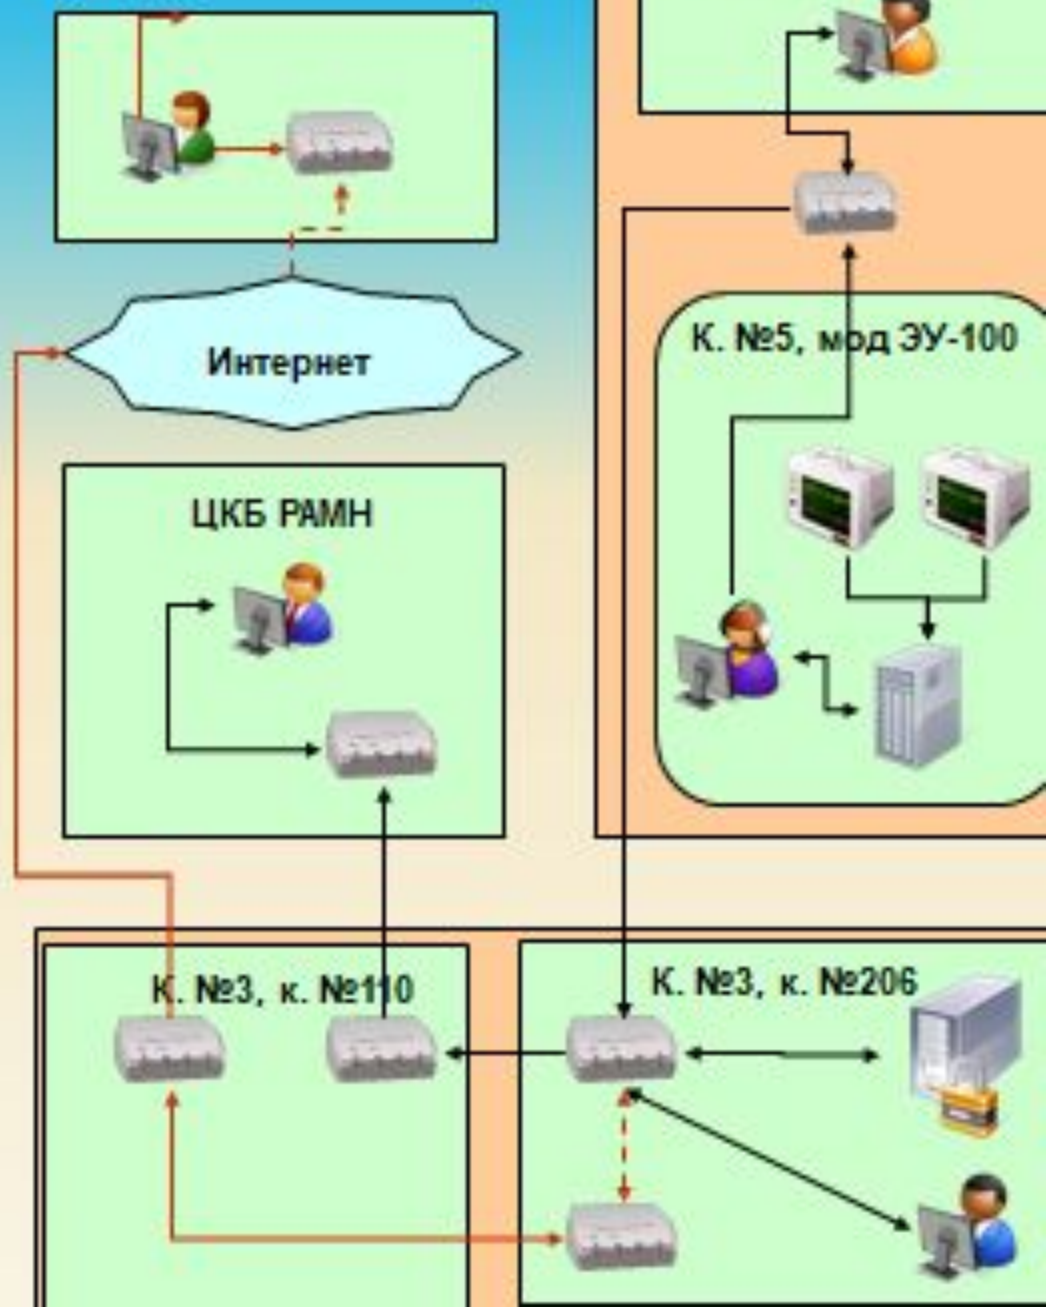 К. №5, мод ЭУ-100
Интернет
ЦКБ РАМН
К. №3, к. №110
К. №3, к. №206